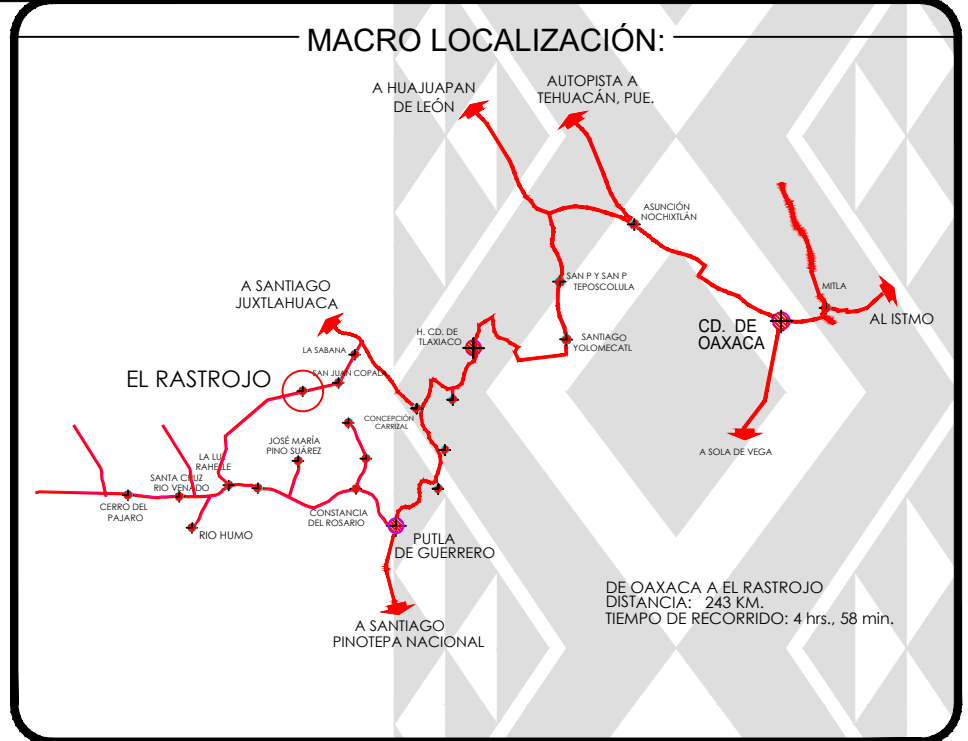 MACRO LOCALIZACIÓN:
A HUAJUAPAN
DE LEÓN
AUTOPISTA A
TEHUACÁN, PUE.
ASUNCIÓN
NOCHIXTLÁN
SAN P Y SAN P
TEPOSCOLULA
MITLA
A SANTIAGO
JUXTLAHUACA
H. CD. DE
TLAXIACO
SANTIAGO
YOLOMECATL
CD. DE
OAXACA
AL ISTMO
LA SABANA
SAN JUAN COPALA
EL RASTROJO
CONCEPCIÓN
CARRIZAL
JOSÉ MARÍA
PINO SUÁREZ
A SOLA DE VEGA
LA LUZ
SANTA CRUZ
RIO VENADO
CERRO DEL
PAJARO
CONSTANCIA
DEL ROSARIO
RIO HUMO
PUTLA
DE GUERRERO
DE OAXACA A EL RASTROJO
DISTANCIA: 243 KM.
TIEMPO DE RECORRIDO: 4 hrs., 58 min.
A SANTIAGO
PINOTEPA NACIONAL